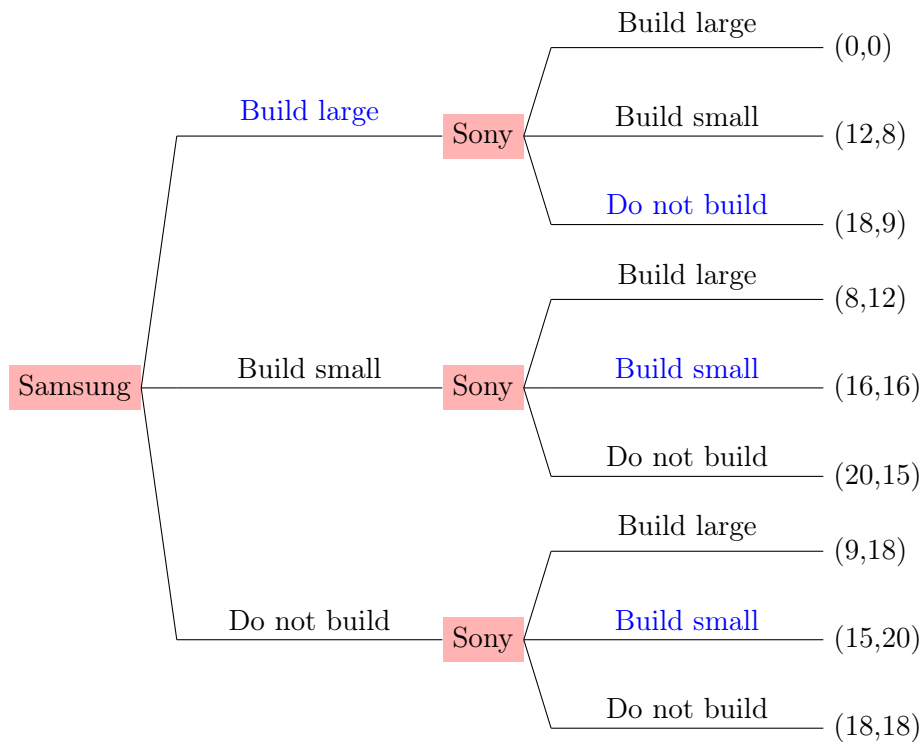 Build large
(0,0)
Build large
Sony
Build small
(12,8)
Do not build
(18,9)
Build large
(8,12)
Samsung
Build small
Sony
Build small
(16,16)
Do not build
(20,15)
Build large
(9,18)
Do not build
Sony
Build small
(15,20)
Do not build
(18,18)